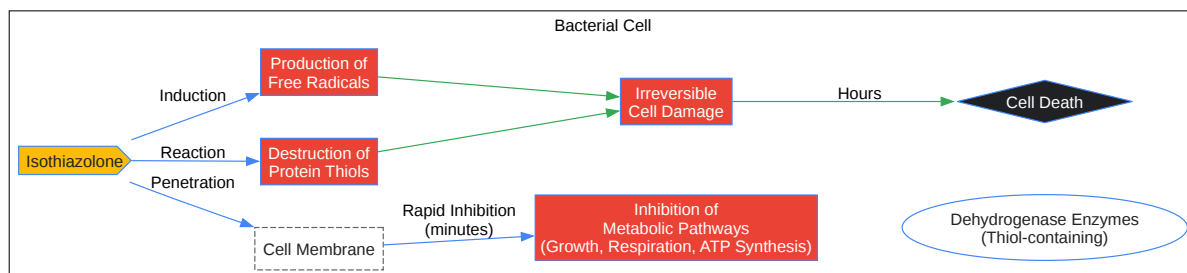 Bacterial Cell
Production of
Free Radicals
Induction
Irreversible
Cell Damage
Hours
Cell Death
Isothiazolone
Reaction
Destruction of
Protein Thiols
Penetration
Cell Membrane
Rapid Inhibition
(minutes)
Inhibition of
Metabolic Pathways
(Growth, Respiration, ATP Synthesis)
Dehydrogenase Enzymes
(Thiol-containing)